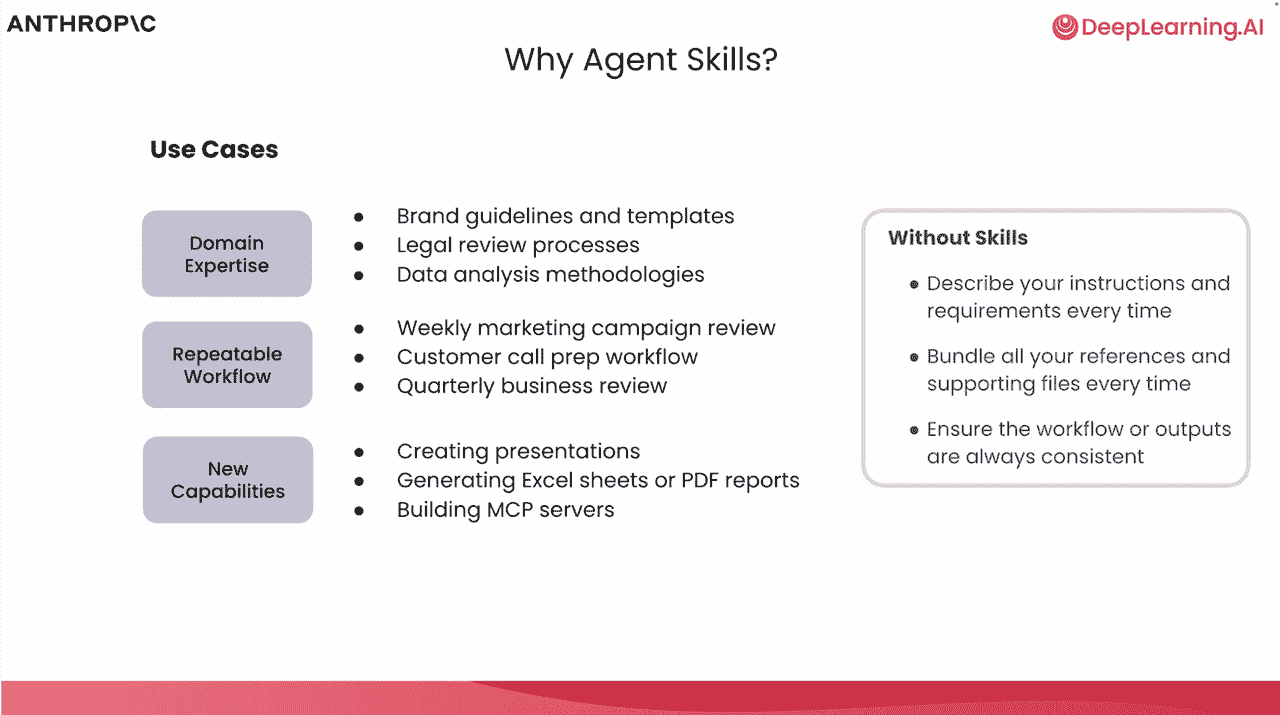 ANTHROP\C
DeepLearning.AI
Why Agent Skills?
Use Cases
Domain
Expertise
● Brand guidelines and templates
● Legal review processes
● Data analysis methodologies
Repeatable
Workflow
● Weekly marketing campaign review
● Customer call prep workflow
● Quarterly business review
New
Capabilities
● Creating presentations
● Generating Excel sheets or PDF reports
● Building MCP servers
Without Skills
● Describe your instructions and
requirements every time
● Bundle all your references and
supporting files every time
● Ensure the workflow or outputs
are always consistent